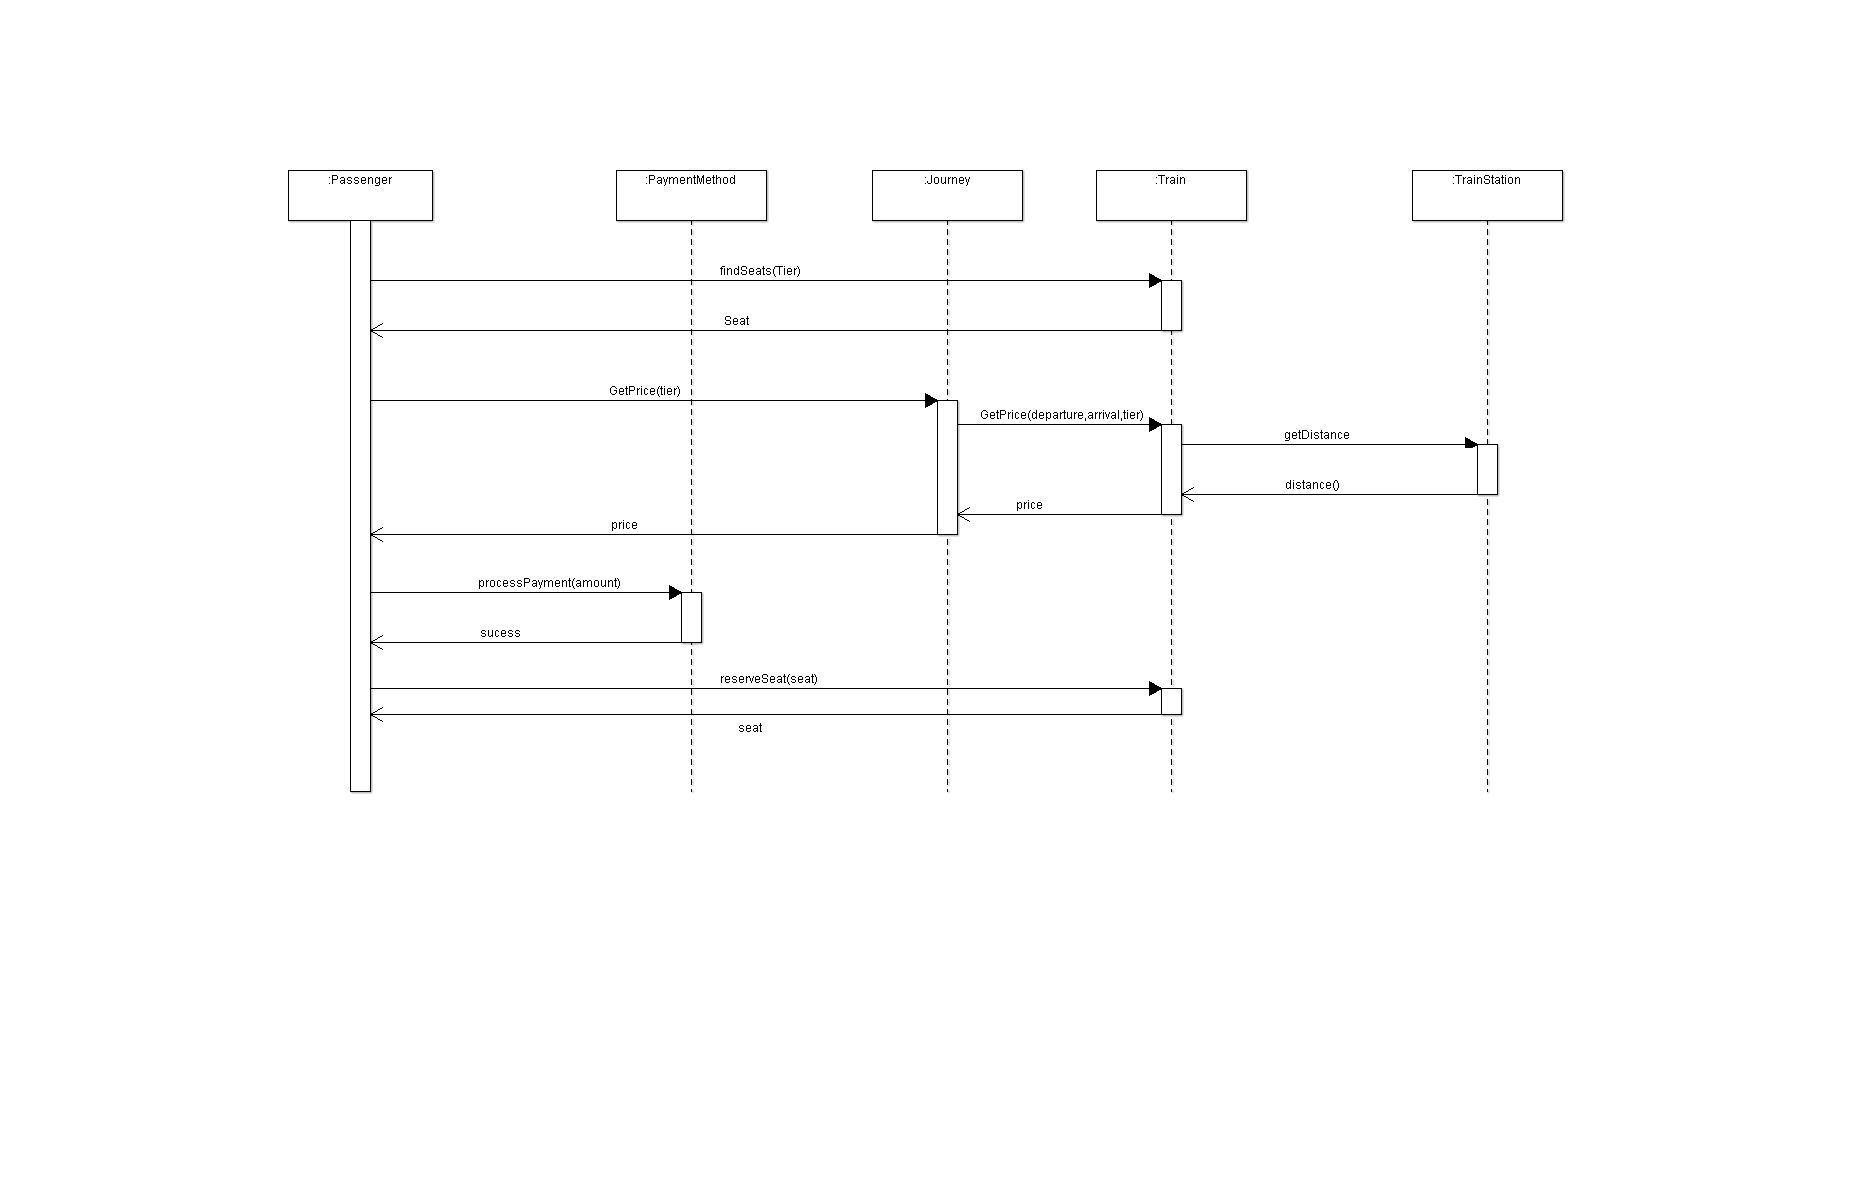 :Passenger
:PaymentMethod
:Journey
:Train
:TrainStation
findSeats(Tier)
Seat
GetPrice(tier)
GetPrice(departure,arrival,tier)
getDistance
distance()
price
price
processPayment(amount)
sucess
reserveSeat(seat)
seat